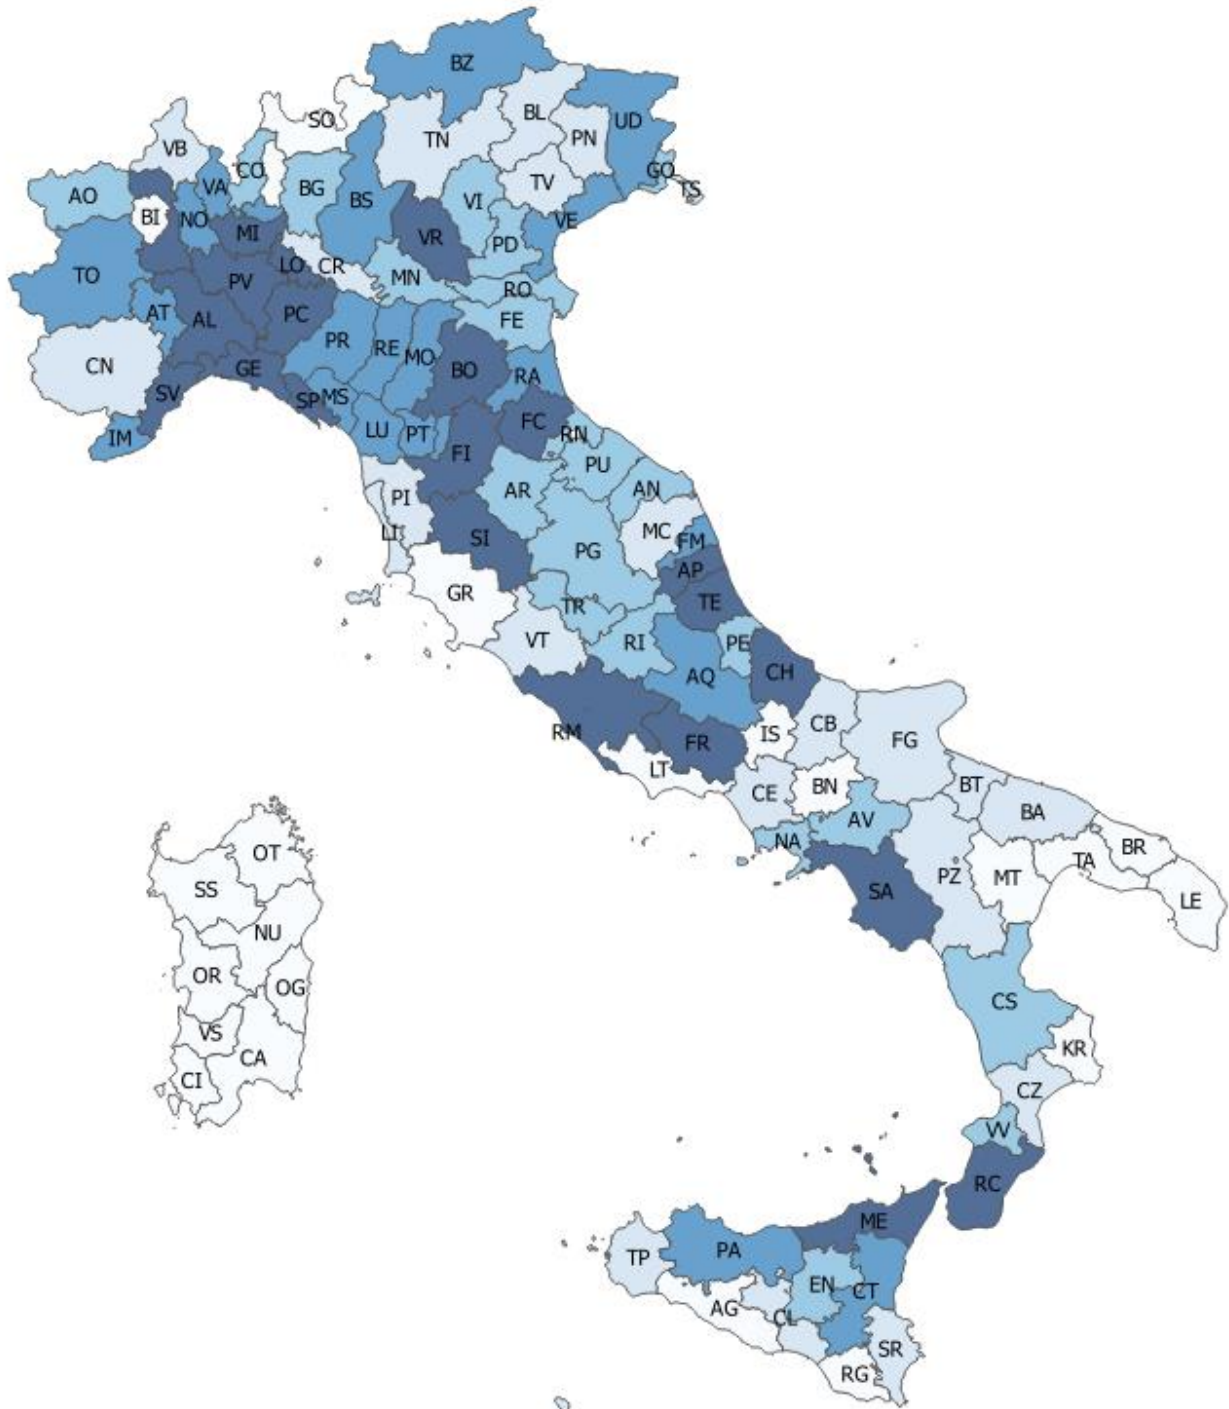 BZ
SO
BL
UD
PN
TN
VB
CO
GO
AO
VA
BG
BS
TV
TS
BI
NO
VI
VE
MI
VR
PD
TO
LO
CR
MN
PV
RO
AT
AL
PC
FE
PR
RE
MO
CN
GE
BO
RA
SV
SP
MS
IM
LU
PT
FC
RN
FI
PU
PI
AR
AN
LI
SI
MC
FM
PG
AP
GR
TR
TE
VT
RI
PE
AQ
CH
RM
FR
IS
CB
FG
LT
CE
BN
BT
BA
NA
AV
BR
OT
TA
SS
SA
PZ
MT
LE
NU
OR
OG
CS
VS
CA
KR
CI
CZ
VV
RC
ME
TP
PA
EN
CT
AG
CL
SR
RG